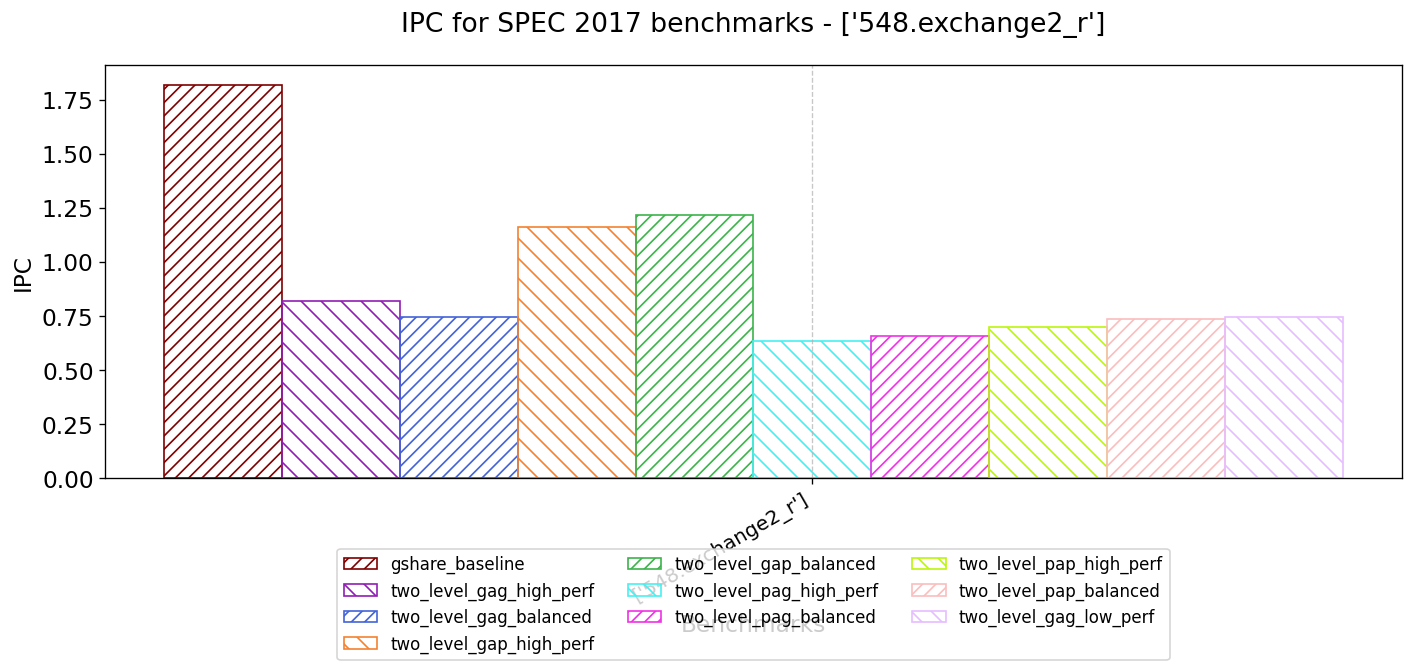 IPC for SPEC 2017 benchmarks - ['548.exchange2_r']
IPC
1.75
1.50
1.25
1.00
0.75
0.50
0.25
0.00
['548.exchange2_r']
Benchmarks
gshare_baseline
two_level_gag_high_perf
two_level_gag_balanced
two_level_gap_high_perf
two_level_gap_balanced
two_level_pag_high_perf
two_level_pag_balanced
two_level_pap_high_perf
two_level_pap_balanced
two_level_gag_low_perf